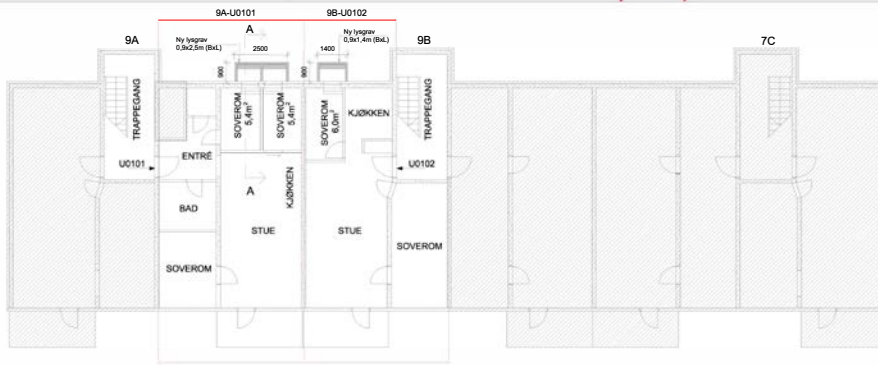 9A-U0101
9B-U0102
Ny lysgrav
0,9x2,5m (BxL)
A
Ny lysgrav
0,9x1,4m (BxL)
9A
9B
7C
2500
1400
900
900
TRAPPEGANG
SOVEROM
5,4m²
SOVEROM
5,4m²
SOVEROM
6,0m²
KJØKKEN
TRAPPEGANG
U0101
ENTRÉ
U0102
A
KJØKKEN
BAD
STUE
STUE
SOVEROM
SOVEROM